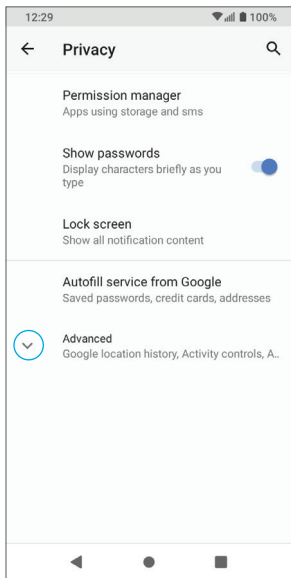 12:29 100%
Privacy
Permission manager
Apps using storage and sms
Show passwords
Display characters briefly as you
type
Lock screen
Show all notification content
Autofill service from Google
Saved passwords, credit cards, addresses
Advanced
Google location history, Activity controls, A..